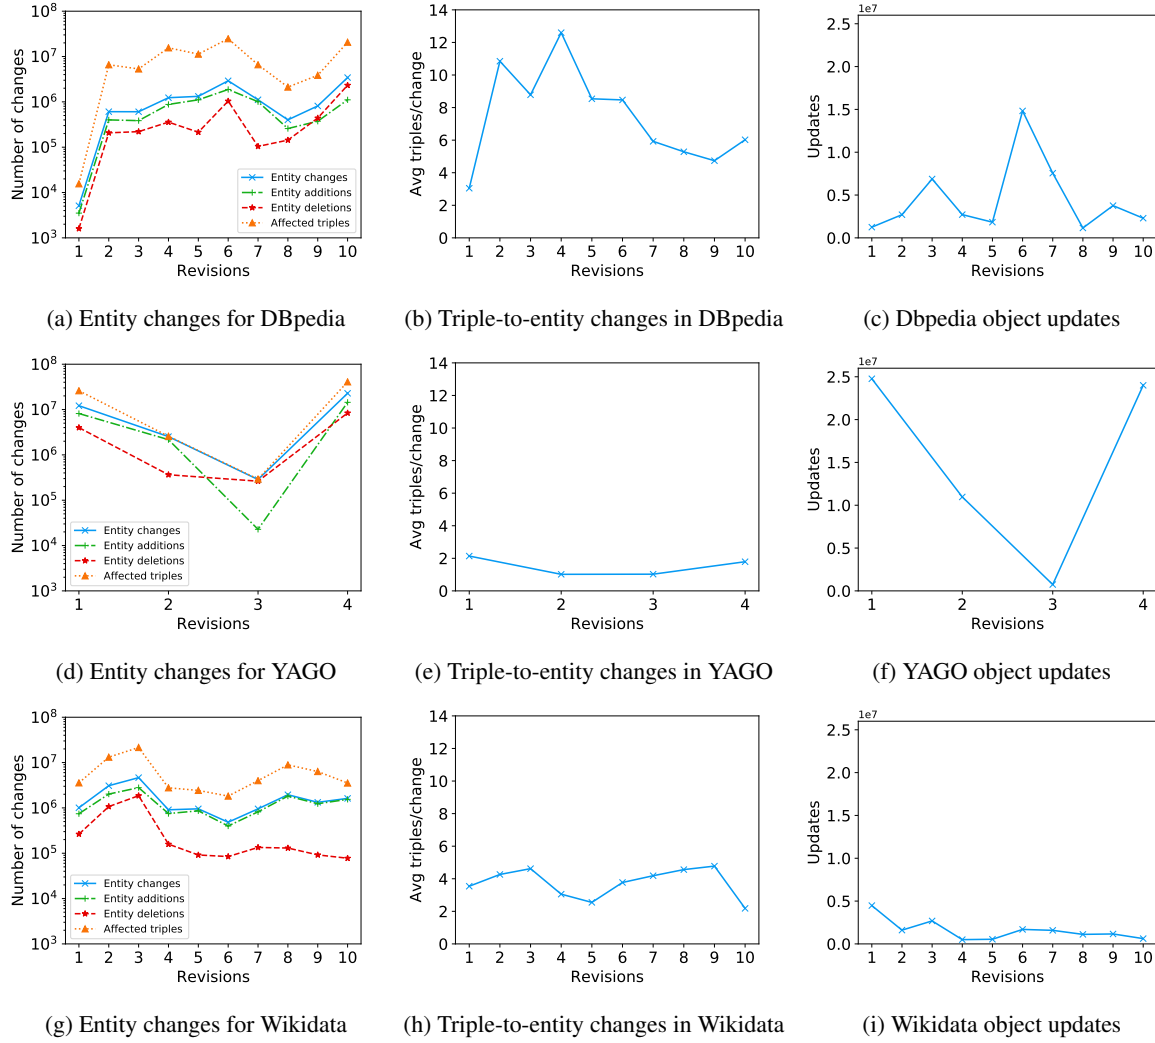 10^8
10^7
10^6
10^5
10^4
10^3
Number of changes
Entity changes
Entity additions
Entity deletions
Affected triples
1 2 3 4 5 6 7 8 9 10
Revisions
(a) Entity changes for DBpedia
14
12
10
8
6
4
2
0
Avg triples/change
1 2 3 4 5 6 7 8 9 10
Revisions
(b) Triple-to-entity changes in DBpedia
1e7
2.5
2.0
1.5
1.0
0.5
0.0
Updates
1 2 3 4 5 6 7 8 9 10
Revisions
(c) Dbpedia object updates
10^8
10^7
10^6
10^5
10^4
10^3
Number of changes
Entity changes
Entity additions
Entity deletions
Affected triples
1 2 3 4
Revisions
(d) Entity changes for YAGO
14
12
10
8
6
4
2
0
Avg triples/change
1 2 3 4
Revisions
(e) Triple-to-entity changes in YAGO
1e7
2.5
2.0
1.5
1.0
0.5
0.0
Updates
1 2 3 4
Revisions
(f) YAGO object updates
10^8
10^7
10^6
10^5
10^4
10^3
Number of changes
Entity changes
Entity additions
Entity deletions
Affected triples
1 2 3 4 5 6 7 8 9 10
Revisions
(g) Entity changes for Wikidata
14
12
10
8
6
4
2
0
Avg triples/change
1 2 3 4 5 6 7 8 9 10
Revisions
(h) Triple-to-entity changes in Wikidata
1e7
2.5
2.0
1.5
1.0
0.5
0.0
Updates
1 2 3 4 5 6 7 8 9 10
Revisions
(i) Wikidata object updates